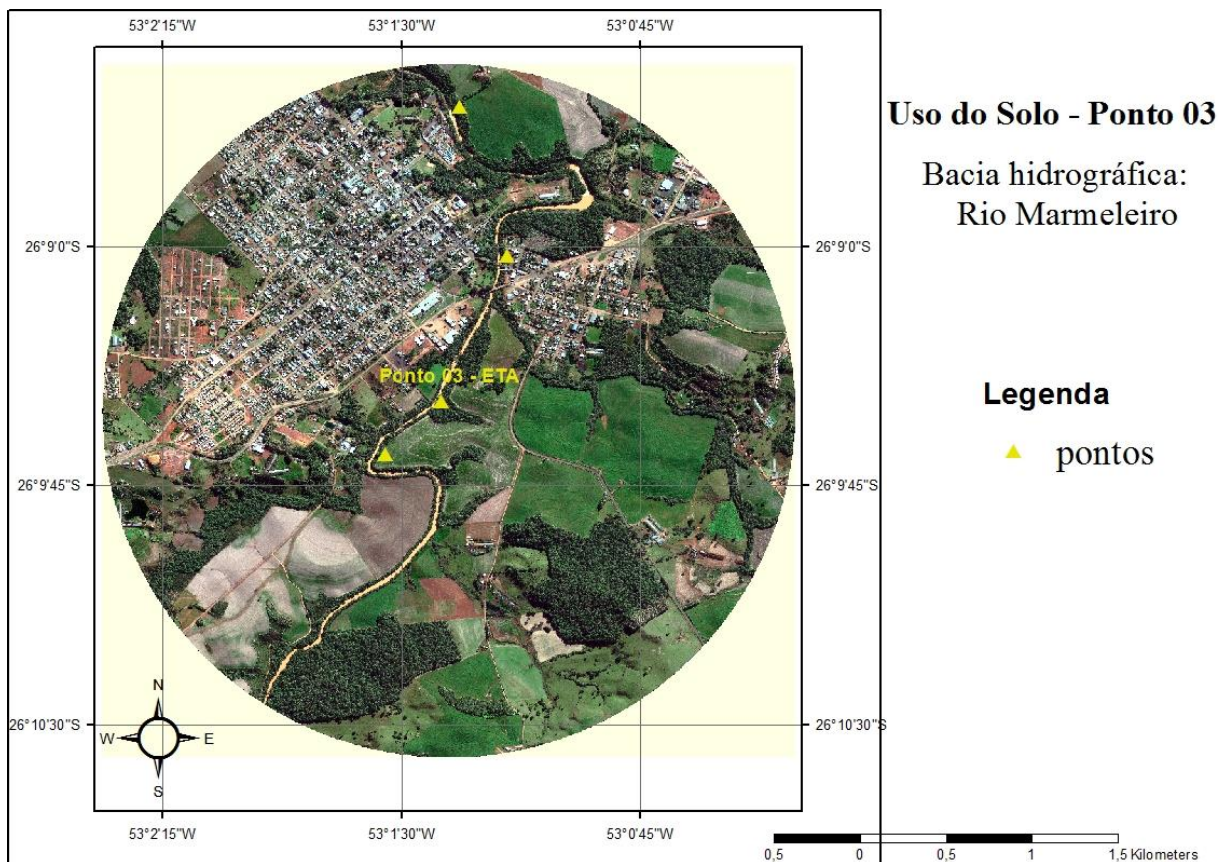 53°2'15"W 53°1'30"W 53°0'45"W
Uso do Solo - Ponto 03
Bacia hidrográfica:
Rio Marmeleiro
26°9'0"S 26°9'0"S
Ponto 03 - ETA
Legenda
pontos
26°9'45"S 26°9'45"S
N
W E
S
26°10'30"S 26°10'30"S
53°2'15"W 53°1'30"W 53°0'45"W
0,5 0 0,5 1 1,5 Kilometers